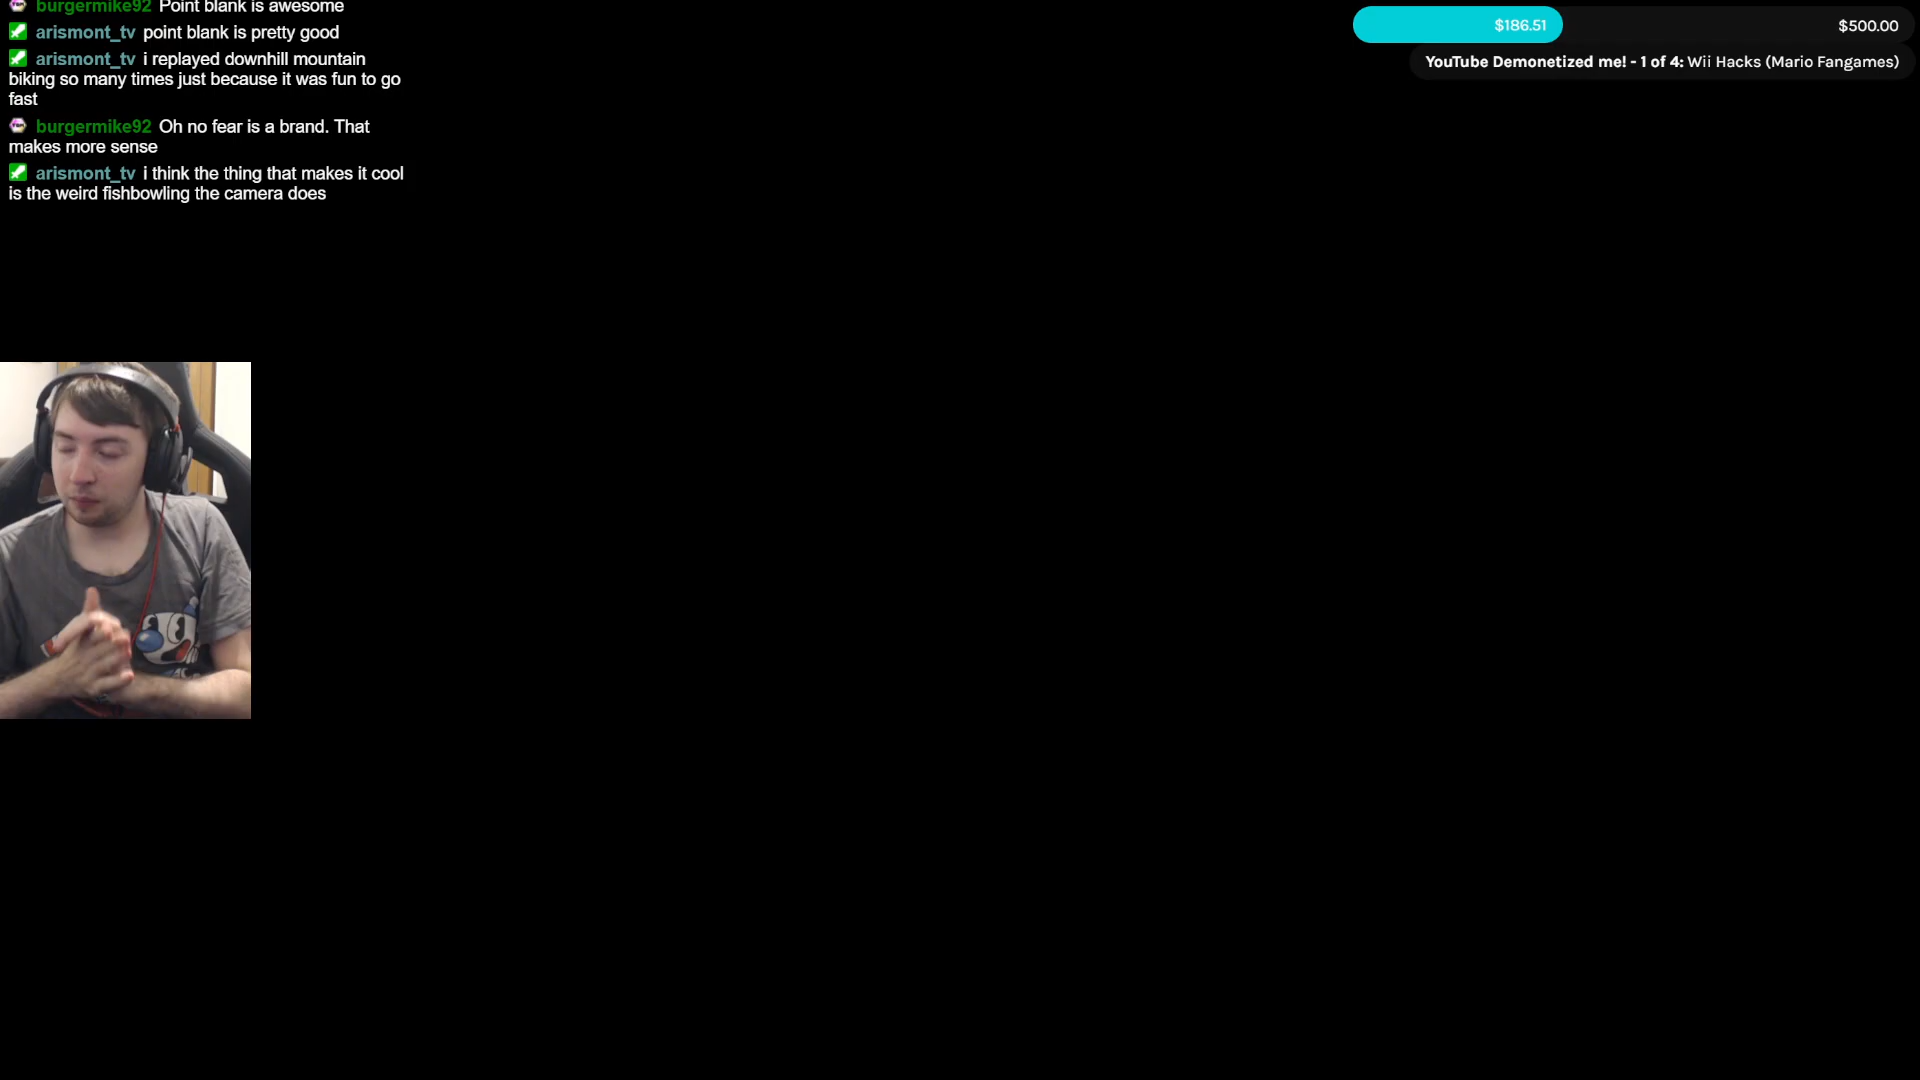 burgermike92 Point blank is awesome
arismont_tv point blank is pretty good
arismont_tv i replayed downhill mountain
biking so many times just because it was fun to go
fast
burgermike92 Oh no fear is a brand. That
makes more sense
arismont_tv i think the thing that makes it cool
is the weird fishbowling the camera does
$186.51 $500.00
YouTube Demonetized me! - 1 of 4: Wii Hacks (Mario Fangames)